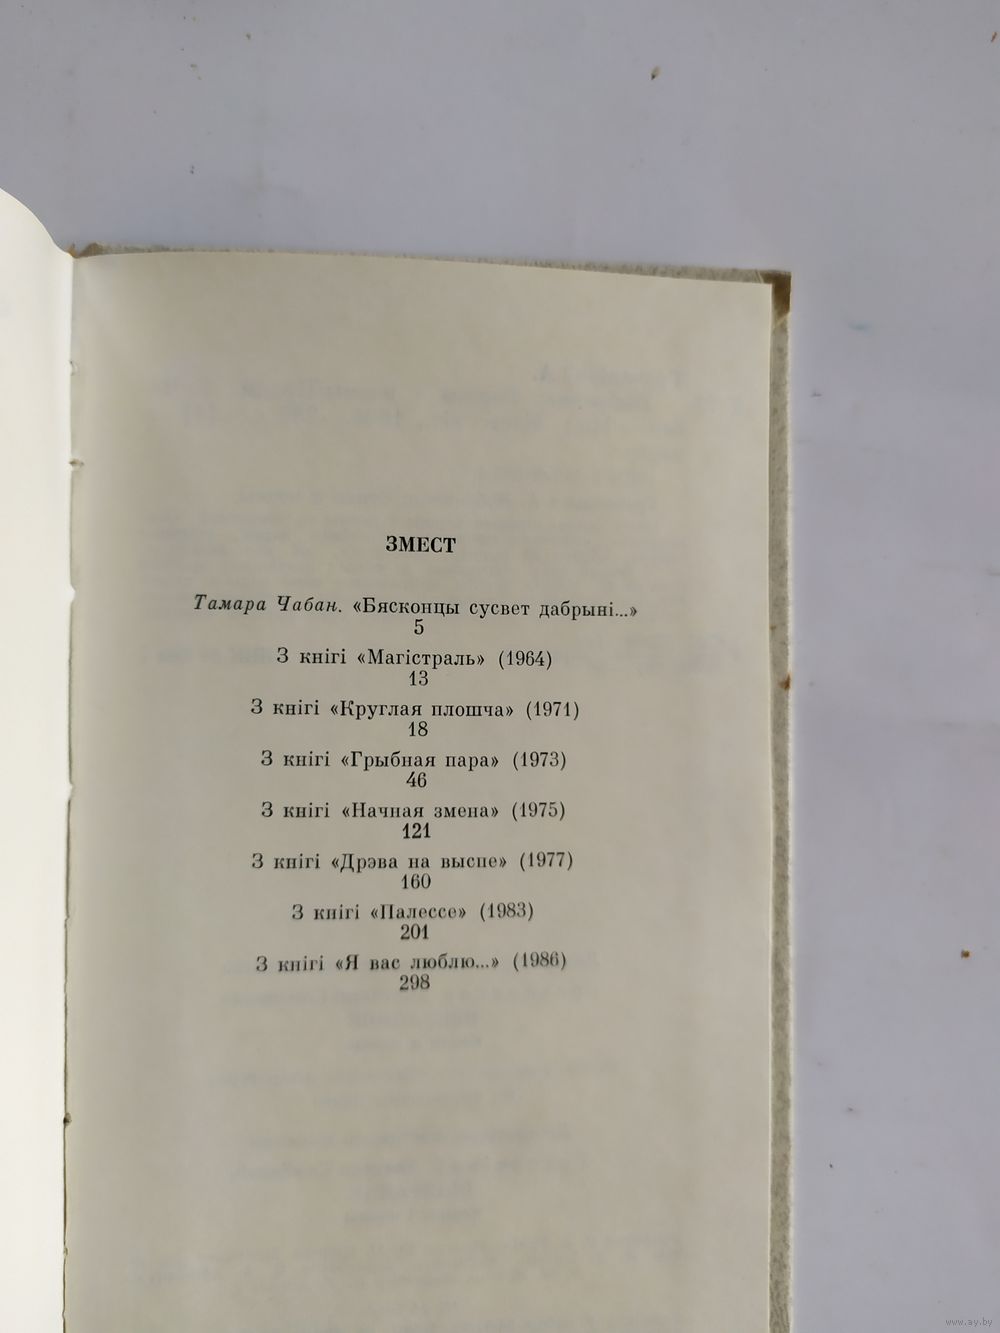 ЗМЕСТ
Тамара Чабан. «Бясконцы сусвет дабрыні...»
5
З кнігі «Магістраль» (1964)
13
З кнігі «Круглая плошча» (1971)
18
З кнігі «Грыбная пара» (1973)
46
З кнігі «Начная змена» (1975)
121
З кнігі «Дрэва на выспе» (1977)
160
З кнігі «Палессе» (1983)
201
З кнігі «Я вас люблю...» (1986)
298
www.ay.by